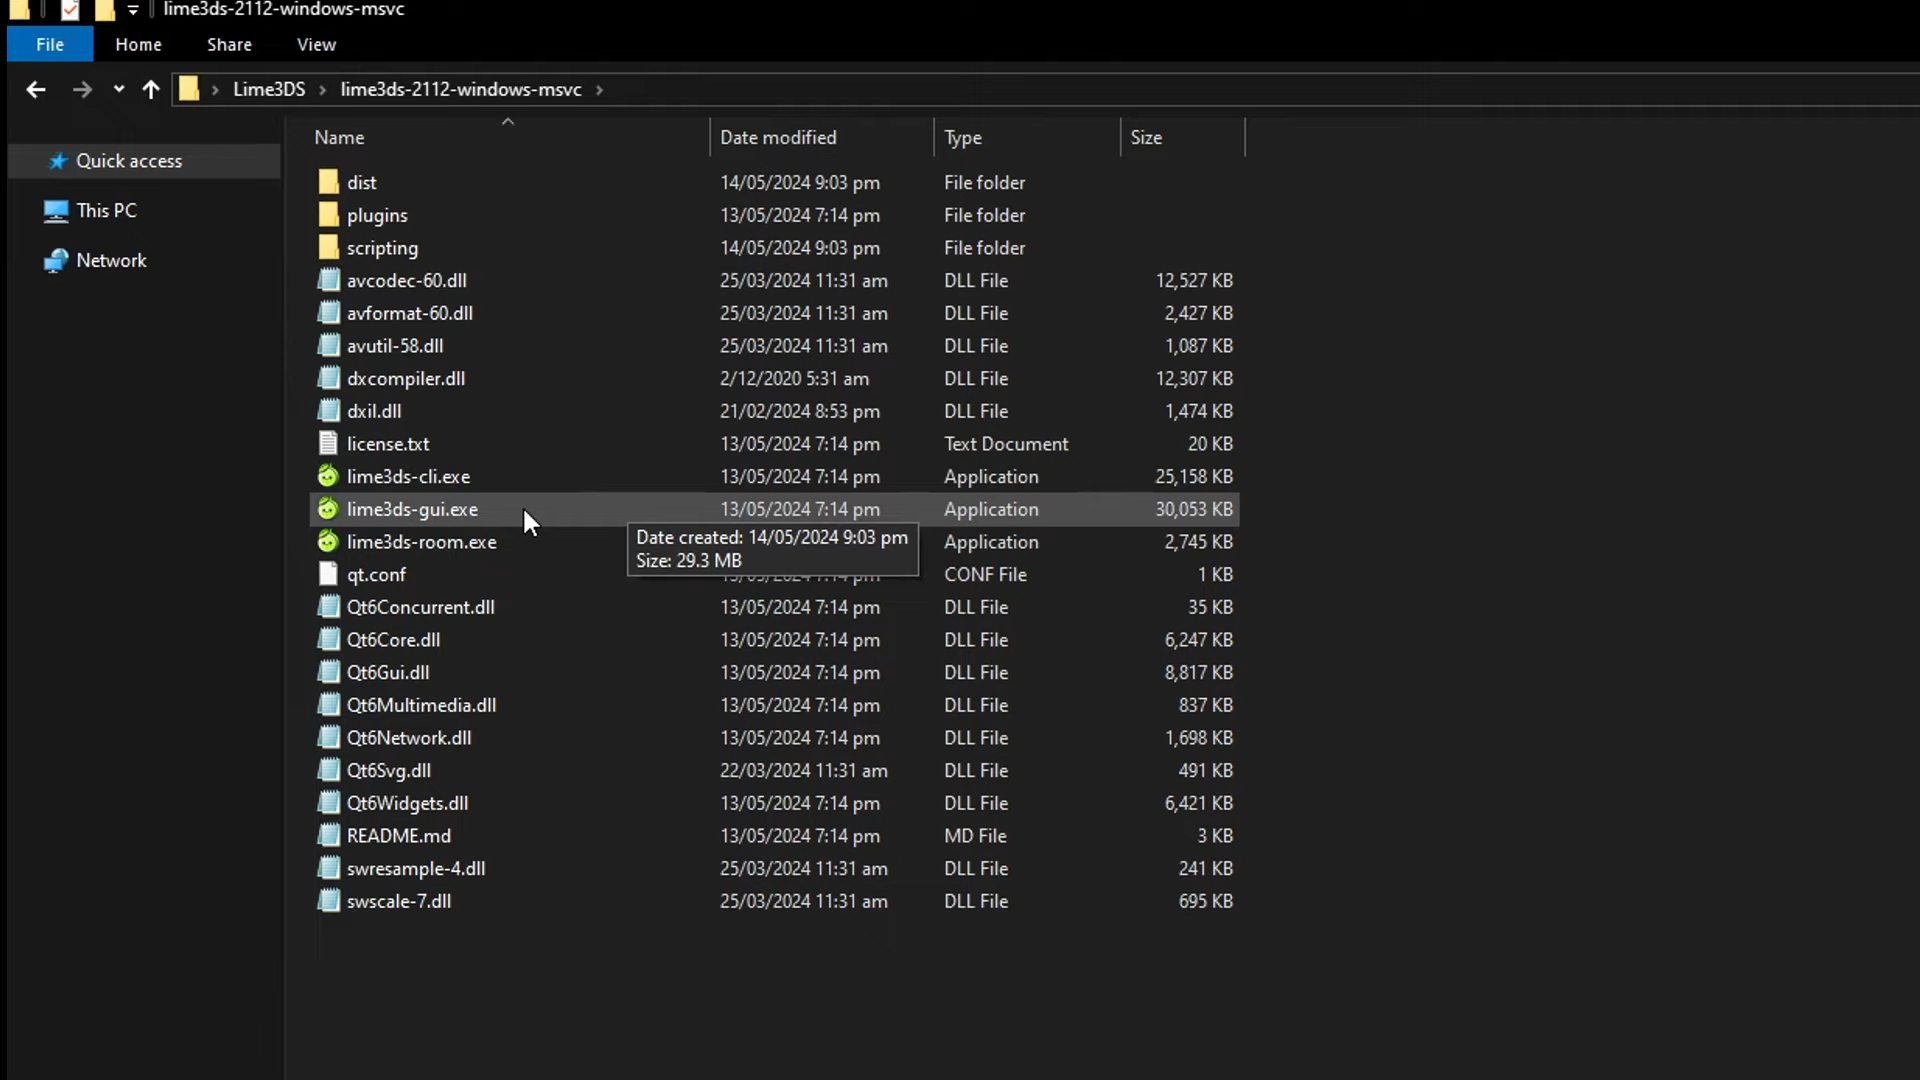 lime3ds-2112-windows-msvc
File Home Share View
Lime3DS lime3ds-2112-windows-msvc
Name Date modified Type Size
Quick access
This PC
Network
dist 14/05/2024 9:03 pm File folder
plugins 13/05/2024 7:14 pm File folder
scripting 14/05/2024 9:03 pm File folder
avcodec-60.dll 25/03/2024 11:31 am DLL File 12,527 KB
avformat-60.dll 25/03/2024 11:31 am DLL File 2,427 KB
avutil-58.dll 25/03/2024 11:31 am DLL File 1,087 KB
dxcompiler.dll 2/12/2020 5:31 am DLL File 12,307 KB
dxil.dll 21/02/2024 8:53 pm DLL File 1,474 KB
license.txt 13/05/2024 7:14 pm Text Document 20 KB
lime3ds-cli.exe 13/05/2024 7:14 pm Application 25,158 KB
lime3ds-gui.exe 13/05/2024 7:14 pm Application 30,053 KB
Date created: 14/05/2024 9:03 pm
Size: 29.3 MB
lime3ds-room.exe Application 2,745 KB
qt.conf 13/05/2024 7:14 pm CONF File 1 KB
Qt6Concurrent.dll 13/05/2024 7:14 pm DLL File 35 KB
Qt6Core.dll 13/05/2024 7:14 pm DLL File 6,247 KB
Qt6Gui.dll 13/05/2024 7:14 pm DLL File 8,817 KB
Qt6Multimedia.dll 13/05/2024 7:14 pm DLL File 837 KB
Qt6Network.dll 13/05/2024 7:14 pm DLL File 1,698 KB
Qt6Svg.dll 22/03/2024 11:31 am DLL File 491 KB
Qt6Widgets.dll 13/05/2024 7:14 pm DLL File 6,421 KB
README.md 13/05/2024 7:14 pm MD File 3 KB
swresample-4.dll 25/03/2024 11:31 am DLL File 241 KB
swscale-7.dll 25/03/2024 11:31 am DLL File 695 KB